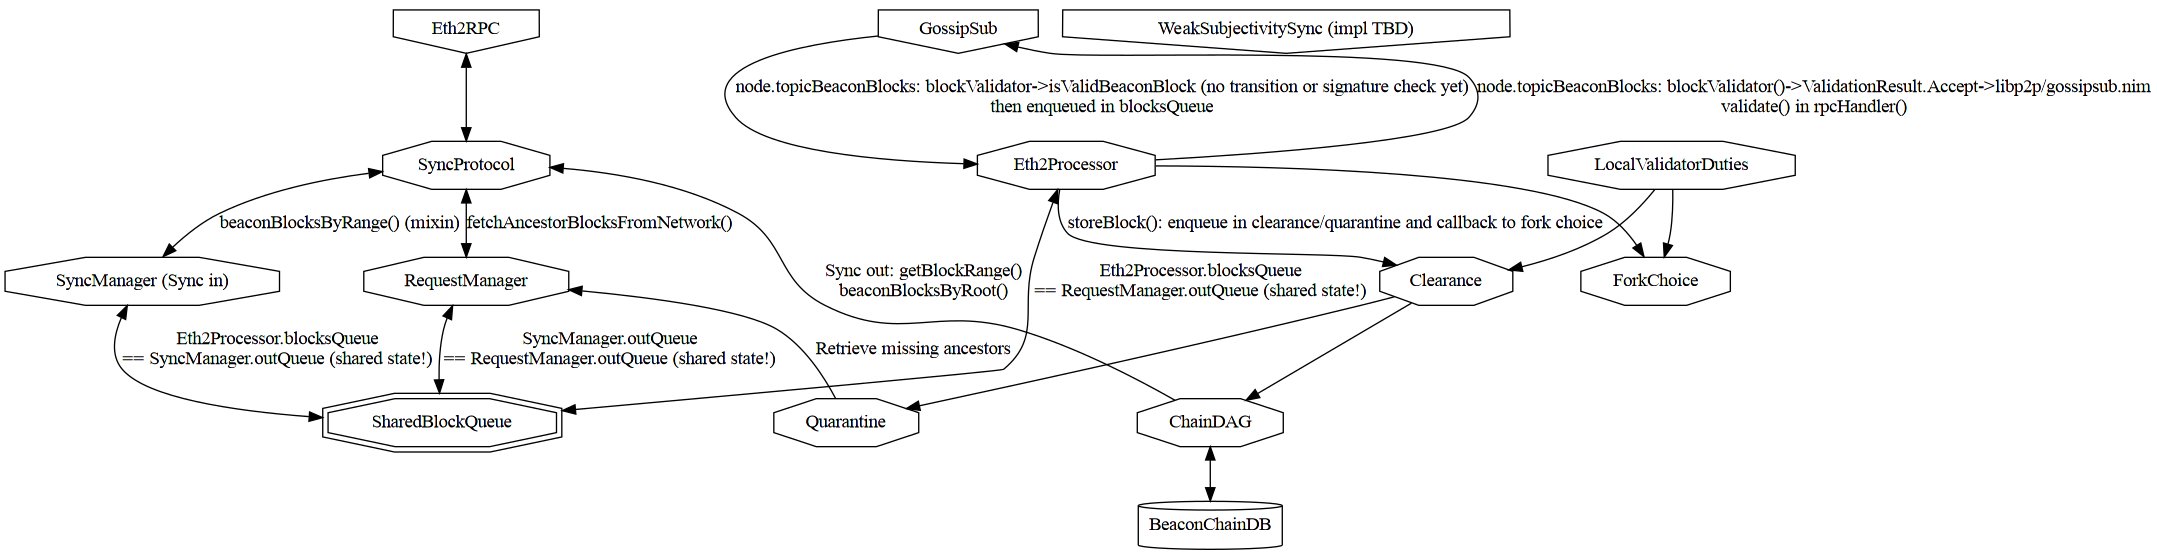 Eth2RPC
GossipSub
WeakSubjectivitySync (impl TBD)
node.topicBeaconBlocks: blockValidator->isValidBeaconBlock (no transition or signature check yet)
then enqueued in blocksQueue
node.topicBeaconBlocks: blockValidator()->ValidationResult.Accept->libp2p/gossipsub.nim
validate() in rpcHandler()
SyncProtocol
Eth2Processor
LocalValidatorDuties
beaconBlocksByRange() (mixin)
fetchAncestorBlocksFromNetwork()
storeBlock(): enqueue in clearance/quarantine and callback to fork choice
SyncManager (Sync in)
RequestManager
Sync out: getBlockRange()
beaconBlocksByRoot()
Eth2Processor.blocksQueue
== RequestManager.outQueue (shared state!)
Clearance
ForkChoice
Eth2Processor.blocksQueue
== SyncManager.outQueue (shared state!)
SyncManager.outQueue
== RequestManager.outQueue (shared state!)
Retrieve missing ancestors
SharedBlockQueue
Quarantine
ChainDAG
BeaconChainDB